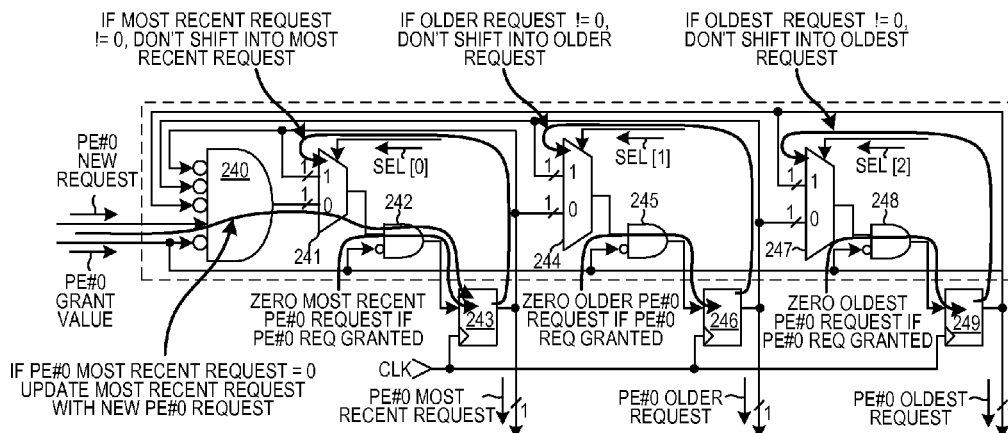 IF MOST RECENT REQUEST
!= 0, DON'T SHIFT INTO MOST
RECENT REQUEST
IF OLDER REQUEST != 0,
DON'T SHIFT INTO OLDER
REQUEST
IF OLDEST REQUEST != 0,
DON'T SHIFT INTO OLDEST
REQUEST
PE#0
NEW
REQUEST
240
1
1
1
0
SEL [0]
242
241
1
1
1
0
SEL [1]
245
244
1
1
1
0
SEL [2]
248
247
PE#0
GRANT
VALUE
ZERO MOST RECENT
PE#0 REQUEST IF
PE#0 REQ GRANTED
243
ZERO OLDER PE#0
REQUEST IF PE#0
REQ GRANTED
246
ZERO OLDEST
PE#0 REQUEST IF
PE#0 REQ GRANTED
249
IF PE#0 MOST RECENT REQUEST = 0
UPDATE MOST RECENT REQUEST
WITH NEW PE#0 REQUEST
CLK
PE#0 MOST
RECENT REQUEST
1
PE#0 OLDER
REQUEST
1
PE#0 OLDEST
REQUEST
1